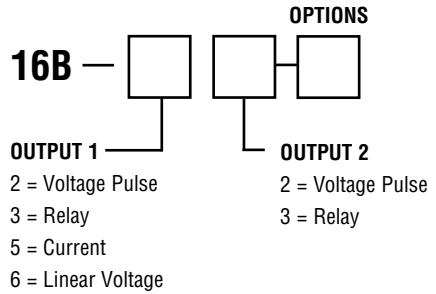 OPTIONS
16B —
OUTPUT 1
2 = Voltage Pulse
3 = Relay
5 = Current
6 = Linear Voltage
OUTPUT 2
2 = Voltage Pulse
3 = Relay